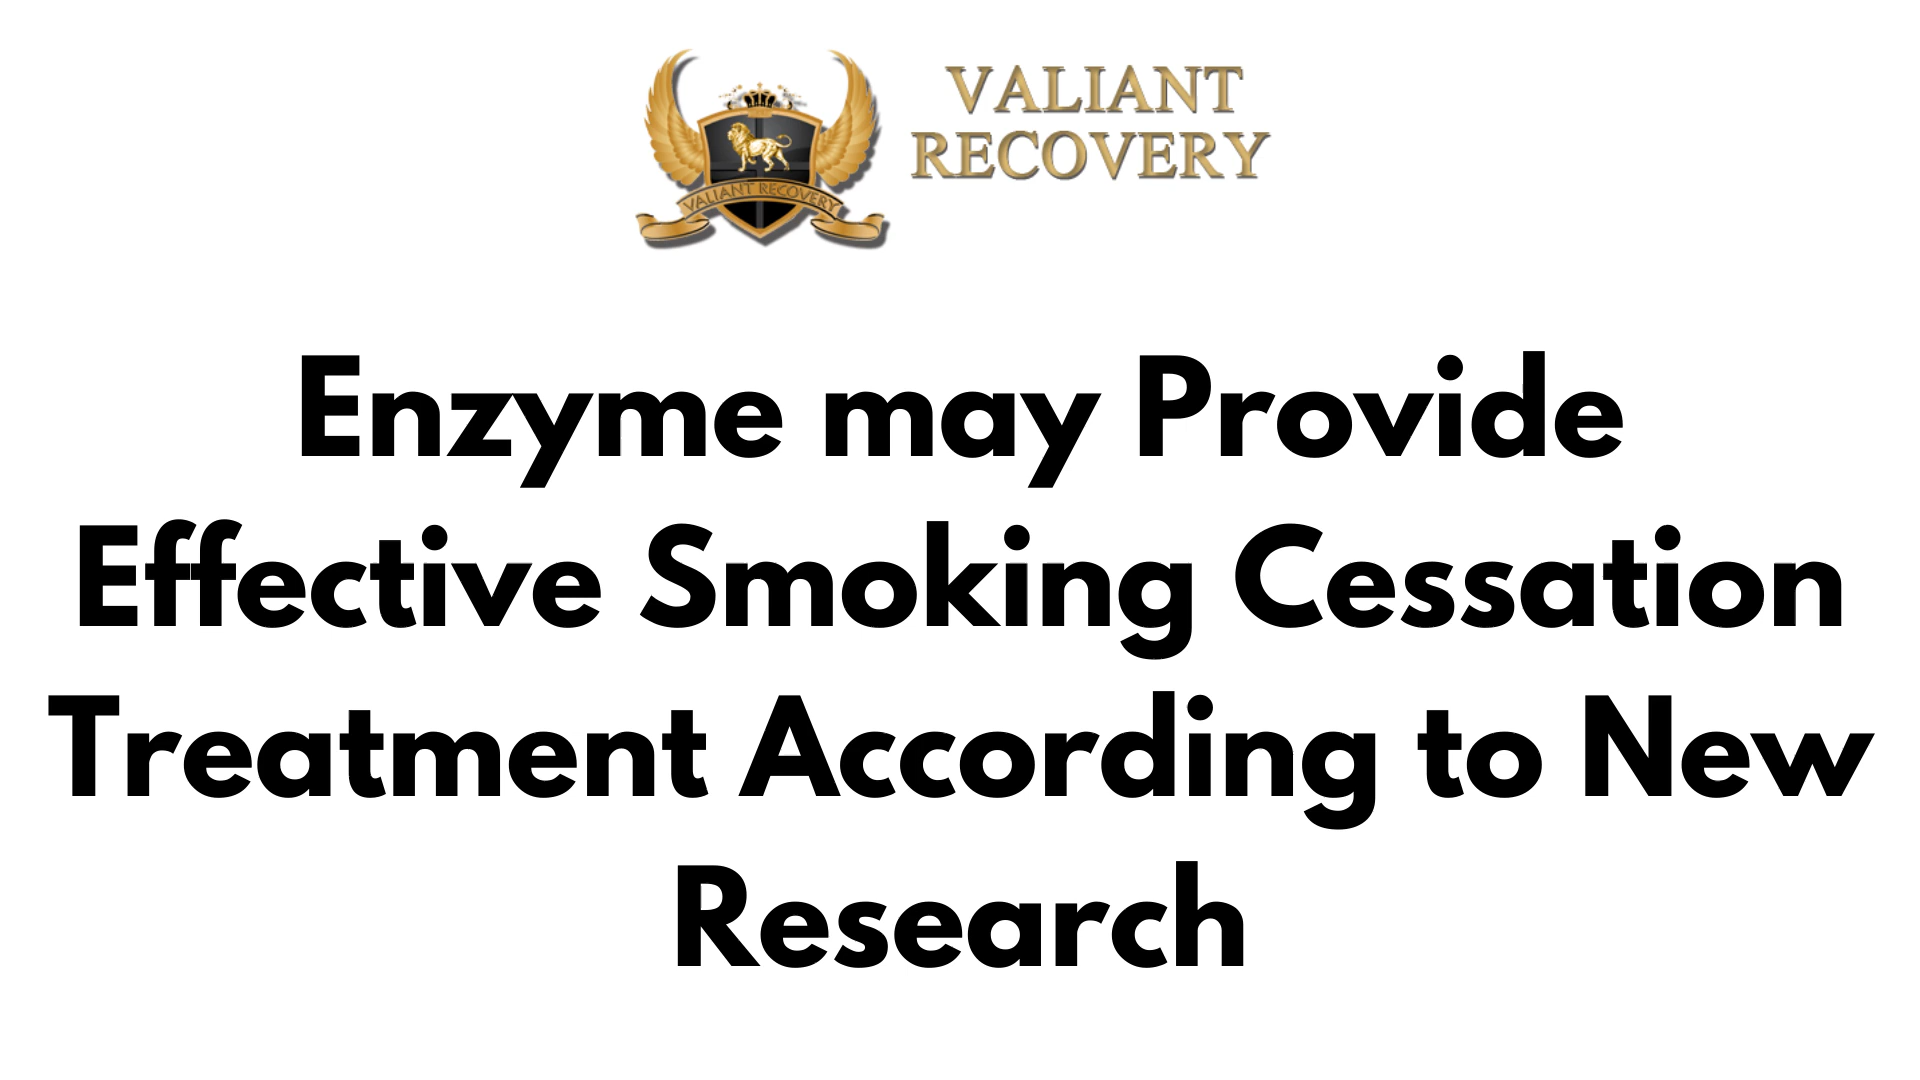 VALIANT
RECOVERY
VALIANT RECOVERY
Enzyme may Provide
Effective Smoking Cessation
Treatment According to New
Research